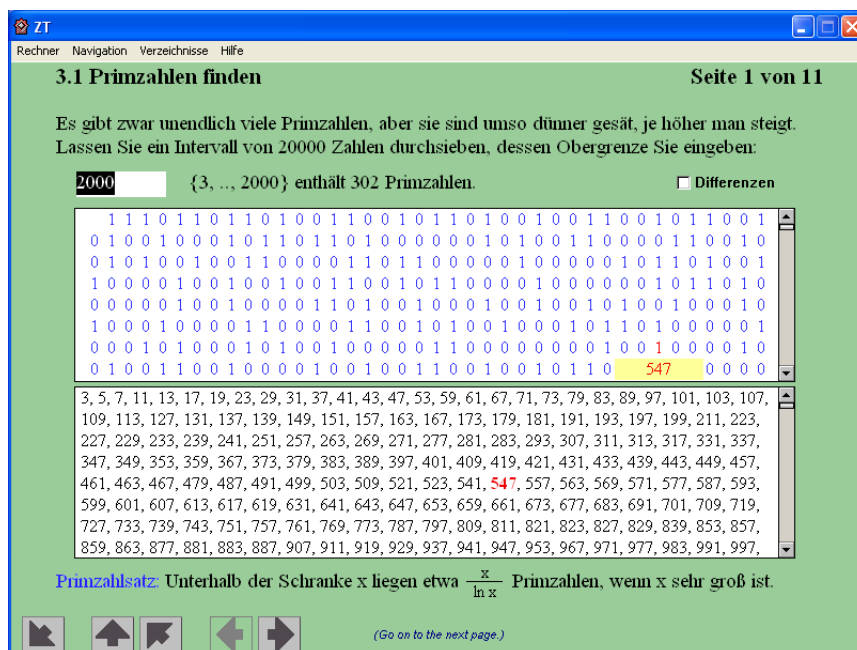 ZT
Rechner Navigation Verzeichnisse Hilfe
3.1 Primzahlen finden Seite 1 von 11
Es gibt zwar unendlich viele Primzahlen, aber sie sind umso dünner gesät, je höher man steigt.
Lassen Sie ein Intervall von 20000 Zahlen durchsieben, dessen Obergrenze Sie eingeben:
2000 {3, .., 2000} enthält 302 Primzahlen. Differenzen
1 1 1 0 1 1 0 1 1 0 1 0 0 1 1 0 0 1 0 1 1 0 1 0 0 1 0 0 1 1 0 0 1 0 1 1 0 0 1
0 1 0 0 1 0 0 0 1 0 1 1 0 1 1 0 1 0 0 0 0 0 0 1 0 1 0 0 1 1 0 0 0 0 1 1 0 0 1 0
0 1 0 1 0 0 1 0 0 1 1 0 0 0 0 1 0 1 1 0 1 1 0 0 0 0 1 0 0 0 0 0 1 0 1 1 0 1 0 0 1
1 0 0 0 0 1 0 1 0 0 1 0 0 1 0 0 1 1 0 0 1 0 0 0 0 1 0 0 0 0 0 0 0 1 0 1 1 0 1 0
0 0 0 0 0 1 0 0 1 0 1 0 0 0 0 1 1 0 1 0 0 1 0 0 1 0 0 0 1 0 0 1 0 1 0 0 1 0 0 1 0
1 0 0 0 1 0 0 0 0 1 1 0 0 0 0 1 1 0 0 1 0 0 1 0 1 0 0 1 0 0 0 1 0 1 1 0 1 0 0 0 0 0 1
0 0 0 1 0 1 0 0 0 1 0 1 0 0 1 0 0 0 0 0 1 1 0 0 0 0 0 0 0 0 0 1 0 0 1 0 0 0 0 1 0
0 1 0 0 1 1 0 0 1 0 1 0 0 1 0 0 1 0 0 1 1 0 0 1 0 0 1 0 1 1 0 547 0 0 0 0
3, 5, 7, 11, 13, 17, 19, 23, 29, 31, 37, 41, 43, 47, 53, 59, 61, 67, 71, 73, 79, 83, 89, 97, 101, 103, 107,
109, 113, 127, 131, 137, 139, 149, 151, 157, 163, 167, 173, 179, 181, 191, 193, 197, 199, 211, 223,
227, 229, 233, 239, 241, 251, 257, 263, 269, 271, 277, 281, 283, 293, 307, 311, 313, 317, 331, 337,
347, 349, 353, 359, 367, 373, 379, 383, 389, 397, 401, 409, 419, 421, 431, 433, 439, 443, 449, 457,
461, 463, 467, 479, 487, 491, 499, 503, 509, 521, 523, 541, 547, 557, 563, 569, 571, 577, 587, 593,
599, 601, 607, 613, 617, 619, 631, 641, 643, 647, 653, 659, 661, 673, 677, 683, 691, 701, 709, 719,
727, 733, 739, 743, 751, 757, 761, 769, 773, 787, 797, 809, 811, 821, 823, 827, 829, 839, 853, 857,
859, 863, 877, 881, 883, 887, 907, 911, 919, 929, 937, 941, 947, 953, 967, 971, 977, 983, 991, 997,
Primzahlsatz: Unterhalb der Schranke x liegen etwa x / ln x Primzahlen, wenn x sehr groß ist.
(Go on to the next page.)